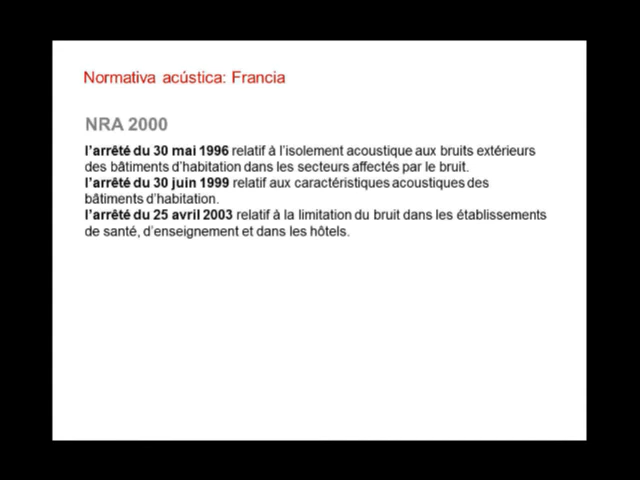 Normativa acústica: Francia
NRA 2000
l’arrêté du 30 mai 1996 relatif à l’isolement acoustique aux bruits extérieurs
des bâtiments d’habitation dans les secteurs affectés par le bruit.
l’arrêté du 30 juin 1999 relatif aux caractéristiques acoustiques des
bâtiments d’habitation.
l’arrêté du 25 avril 2003 relatif à la limitation du bruit dans les établissements
de santé, d’enseignement et dans les hôtels.